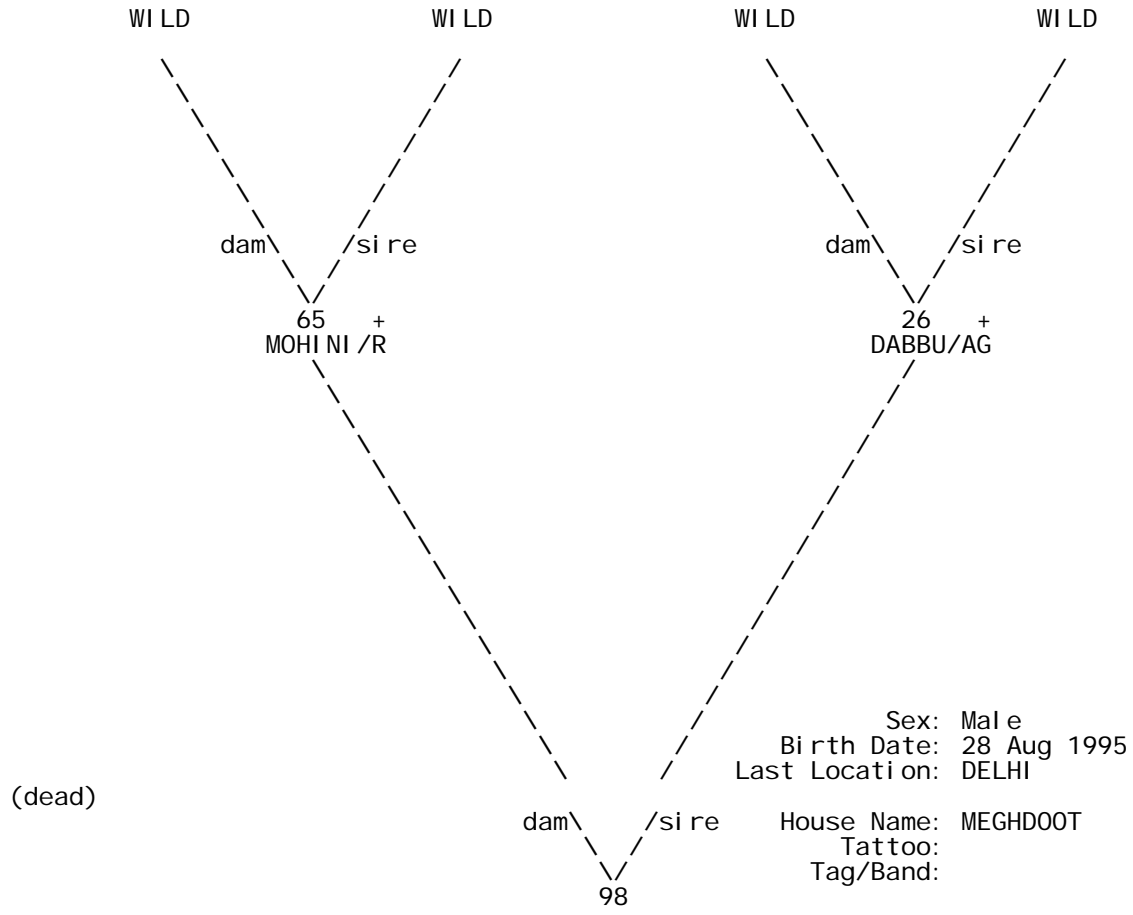 WILD WILD WILD WILD
dam sire dam sire
65 + 26 +
MOHINI/R DABBU/AG
Sex: Male
Birth Date: 28 Aug 1995
Last Location: DELHI
(dead)
dam sire House Name: MEGHDOOT
Tattoo:
Tag/Band:
98